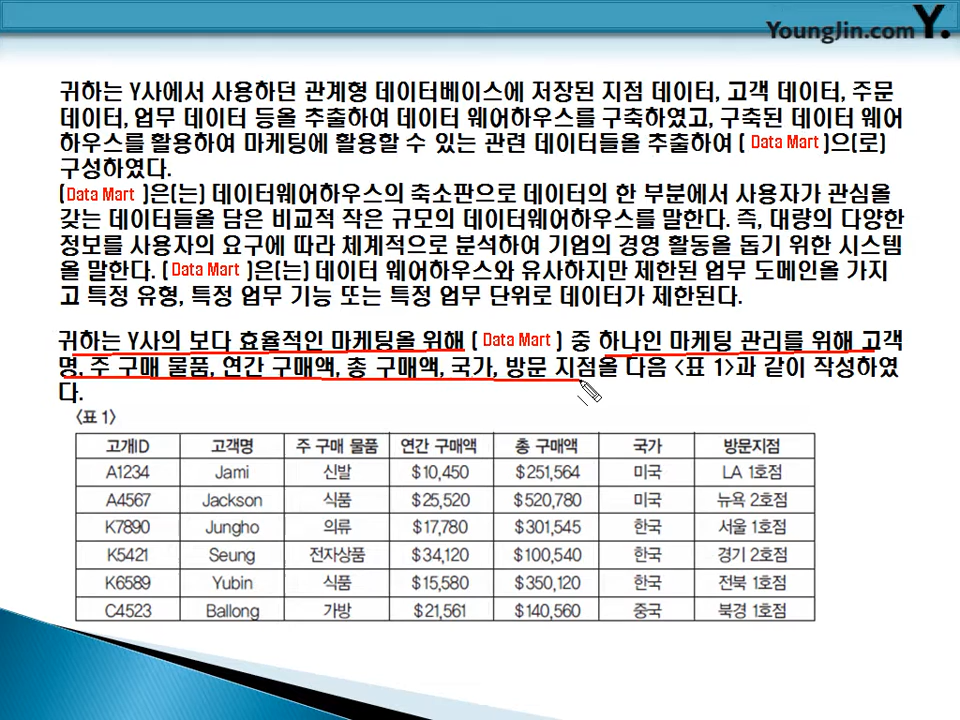 YoungJin.com Y.
귀하는 Y사에서 사용하던 관계형 데이터베이스에 저장된 지점 데이터, 고객 데이터, 주문
데이터, 업무 데이터 등을 추출하여 데이터 웨어하우스를 구축하였고, 구축된 데이터 웨어
하우스를 활용하여 마케팅에 활용할 수 있는 관련 데이터들을 추출하여 ( Data Mart )으(로)
구성하였다.
(Data Mart )은(는) 데이터웨어하우스의 축소판으로 데이터의 한 부분에서 사용자가 관심을
갖는 데이터들을 담은 비교적 작은 규모의 데이터웨어하우스를 말한다. 즉, 대량의 다양한
정보를 사용자의 요구에 따라 체계적으로 분석하여 기업의 경영 활동을 돕기 위한 시스템
을 말한다. ( Data Mart )은(는) 데이터 웨어하우스와 유사하지만 제한된 업무 도메인을 가지
고 특정 유형, 특정 업무 기능 또는 특정 업무 단위로 데이터가 제한된다.
귀하는 Y사의 보다 효율적인 마케팅을 위해 ( Data Mart ) 중 하나인 마케팅 관리를 위해 고객
명, 주 구매 물품, 연간 구매액, 총 구매액, 국가, 방문 지점을 다음 <표 1>과 같이 작성하였
다.
<표 1>
고개ID 고객명 주 구매 물품 연간 구매액 총 구매액 국가 방문지점
A1234 Jami 신발 $10,450 $251,564 미국 LA 1호점
A4567 Jackson 식품 $25,520 $520,780 미국 뉴욕 2호점
K7890 Jungho 의류 $17,780 $301,545 한국 서울 1호점
K5421 Seung 전자상품 $34,120 $100,540 한국 경기 2호점
K6589 Yubin 식품 $15,580 $350,120 한국 전북 1호점
C4523 Ballong 가방 $21,561 $140,560 중국 북경 1호점